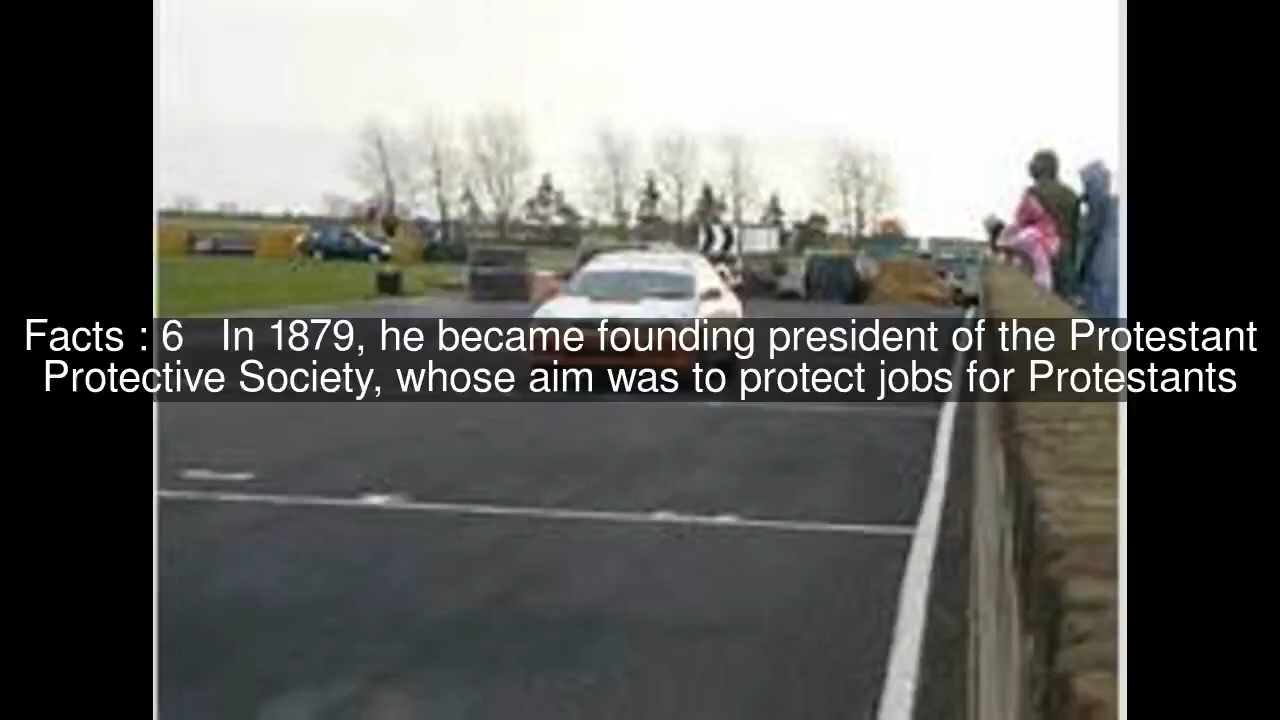 Facts : 6 In 1879, he became founding president of the Protestant
Protective Society, whose aim was to protect jobs for Protestants